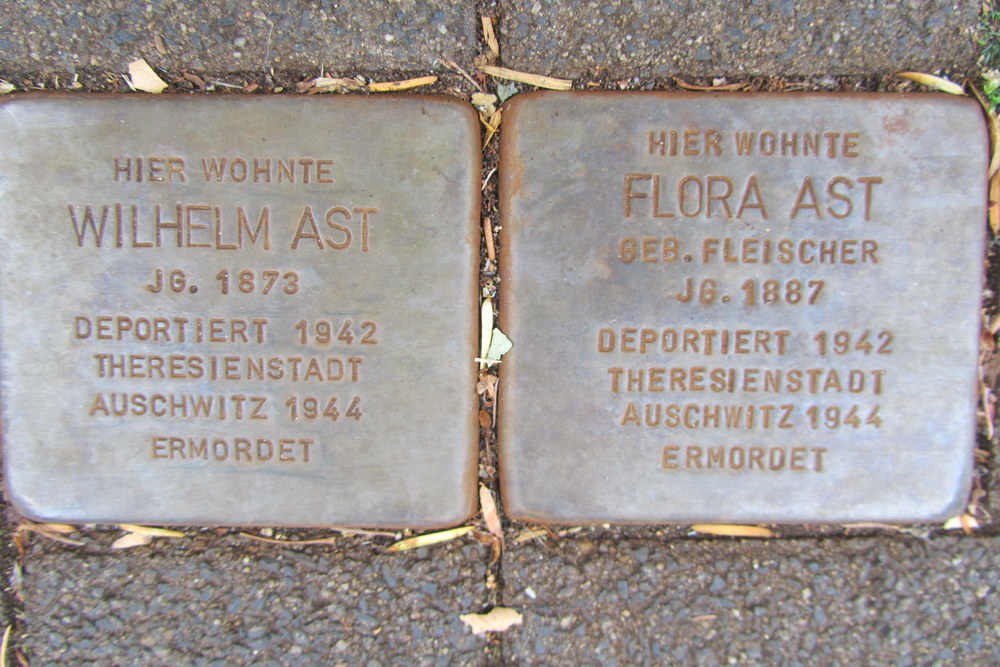 HIER WOHNTE
WILHELM AST
JG. 1873
DEPORTIERT 1942
THERESIENSTADT
AUSCHWITZ 1944
ERMORDET
HIER WOHNTE
FLORA AST
GEB. FLEISCHER
JG. 1887
DEPORTIERT 1942
THERESIENSTADT
AUSCHWITZ 1944
ERMORDET